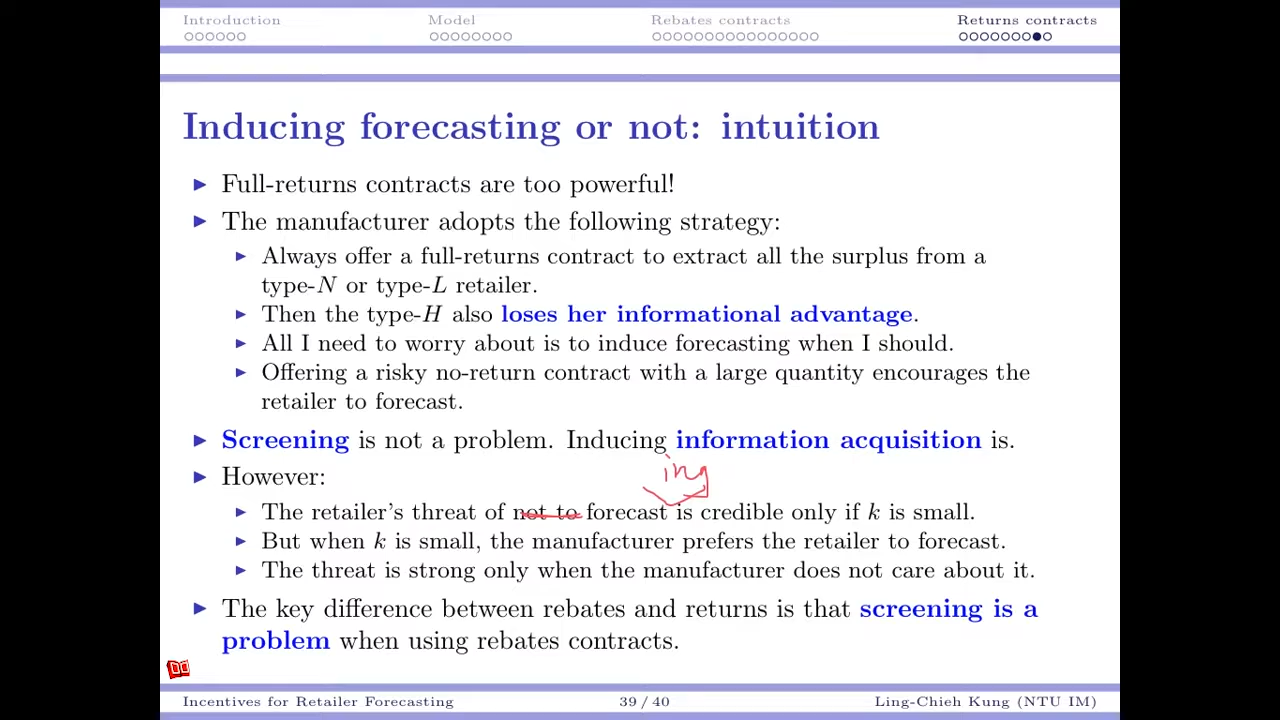 Introduction Model Rebates contracts Returns contracts
Inducing forecasting or not: intuition
Full-returns contracts are too powerful!
The manufacturer adopts the following strategy:
Always offer a full-returns contract to extract all the surplus from a
type-N or type-L retailer.
Then the type-H also loses her informational advantage.
All I need to worry about is to induce forecasting when I should.
Offering a risky no-return contract with a large quantity encourages the
retailer to forecast.
Screening is not a problem. Inducing information acquisition is.
However:
ing
The retailer's threat of not to forecast is credible only if k is small.
But when k is small, the manufacturer prefers the retailer to forecast.
The threat is strong only when the manufacturer does not care about it.
The key difference between rebates and returns is that screening is a
problem when using rebates contracts.
Incentives for Retailer Forecasting 39 / 40 Ling-Chieh Kung (NTU IM)